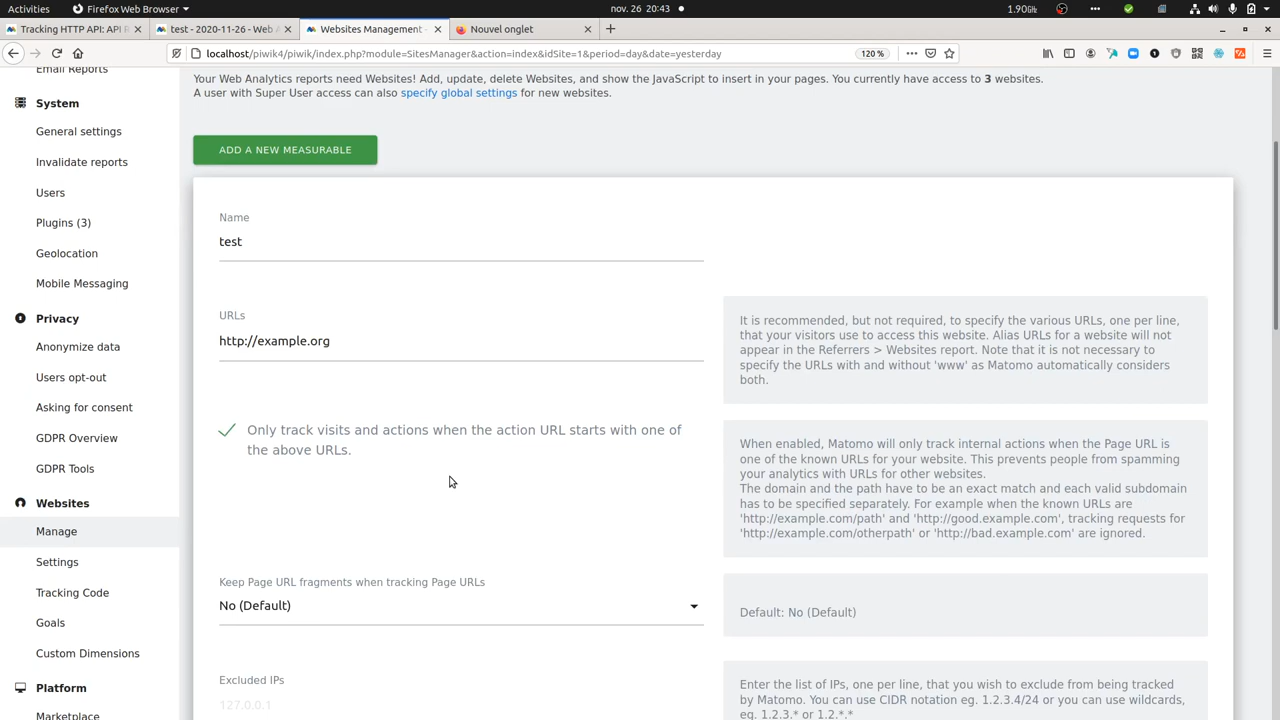 Activities
Firefox Web Browser
nov. 26 20:43
1.90Giz
Tracking HTTP API: API R
test - 2020-11-26 - Web A
Websites Management -
Nouvel onglet
localhost/piwik4/piwik/index.php?module=SitesManager&action=index&idSite=1&period=day&date=yesterday
120 %
Email Reports
System
General settings
Invalidate reports
Users
Plugins (3)
Geolocation
Mobile Messaging
Privacy
Anonymize data
Users opt-out
Asking for consent
GDPR Overview
GDPR Tools
Websites
Manage
Settings
Tracking Code
Goals
Custom Dimensions
Platform
Marketplace
Your Web Analytics reports need Websites! Add, update, delete Websites, and show the JavaScript to insert in your pages. You currently have access to 3 websites.
A user with Super User access can also specify global settings for new websites.
ADD A NEW MEASURABLE
Name
test
URLs
http://example.org
It is recommended, but not required, to specify the various URLs, one per line,
that your visitors use to access this website. Alias URLs for a website will not
appear in the Referrers > Websites report. Note that it is not necessary to
specify the URLs with and without 'www' as Matomo automatically considers
both.
Only track visits and actions when the action URL starts with one of
the above URLs.
When enabled, Matomo will only track internal actions when the Page URL is
one of the known URLs for your website. This prevents people from spamming
your analytics with URLs for other websites.
The domain and the path have to be an exact match and each valid subdomain
has to be specified separately. For example when the known URLs are
'http://example.com/path' and 'http://good.example.com', tracking requests for
'http://example.com/otherpath' or 'http://bad.example.com' are ignored.
Keep Page URL fragments when tracking Page URLs
No (Default)
Default: No (Default)
Excluded IPs
127.0.0.1
Enter the list of IPs, one per line, that you wish to exclude from being tracked
by Matomo. You can use CIDR notation eg. 1.2.3.4/24 or you can use wildcards,
eg. 1.2.3.* or 1.2.*.*